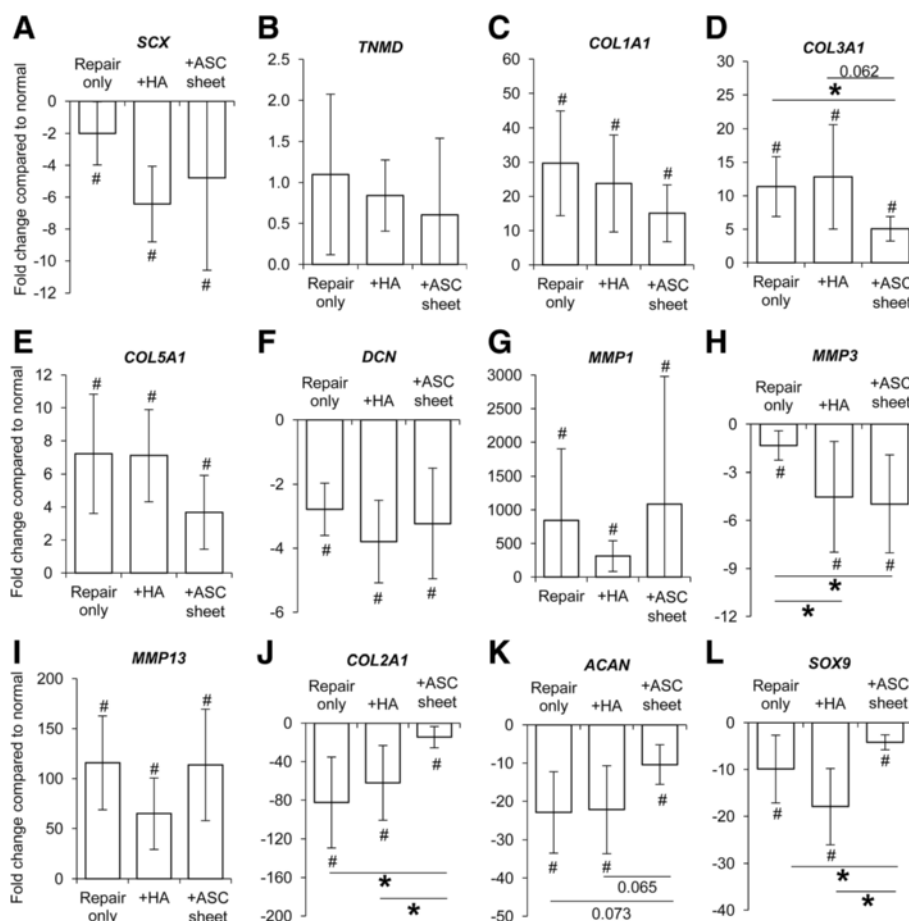 A
SCX
Repair only
+HA
+ASC sheet
Fold change compared to normal
0
-2
-4
-6
-8
-10
-12
#
#
#
B
TNMD
2.5
2.0
1.5
1.0
0.5
0.0
Repair only
+HA
+ASC sheet
C
COL1A1
60
50
40
30
20
10
0
#
#
#
Repair only
+HA
+ASC sheet
D
COL3A1
30
25
20
15
10
5
0
0.062
*
#
#
#
Repair only
+HA
+ASC sheet
E
COL5A1
Fold change compared to normal
12
10
8
6
4
2
0
#
#
#
Repair only
+HA
+ASC sheet
F
DCN
Repair only
+HA
+ASC sheet
0
-2
-4
-6
#
#
#
G
MMP1
3000
2500
2000
1500
1000
500
0
#
#
#
Repair
+HA
+ASC sheet
H
MMP3
Repair only
+HA
+ASC sheet
0
-3
-6
-9
-12
#
#
#
*
*
I
MMP13
Fold change compared to normal
200
150
100
50
0
#
#
#
Repair only
+HA
+ASC sheet
J
COL2A1
Repair only
+HA
+ASC sheet
0
-40
-80
-120
-160
-200
#
#
#
*
*
K
ACAN
Repair only
+HA
+ASC sheet
0
-10
-20
-30
-40
-50
#
#
#
0.065
0.073
L
SOX9
Repair only
+HA
+ASC sheet
0
-10
-20
-30
-40
#
#
#
*
*